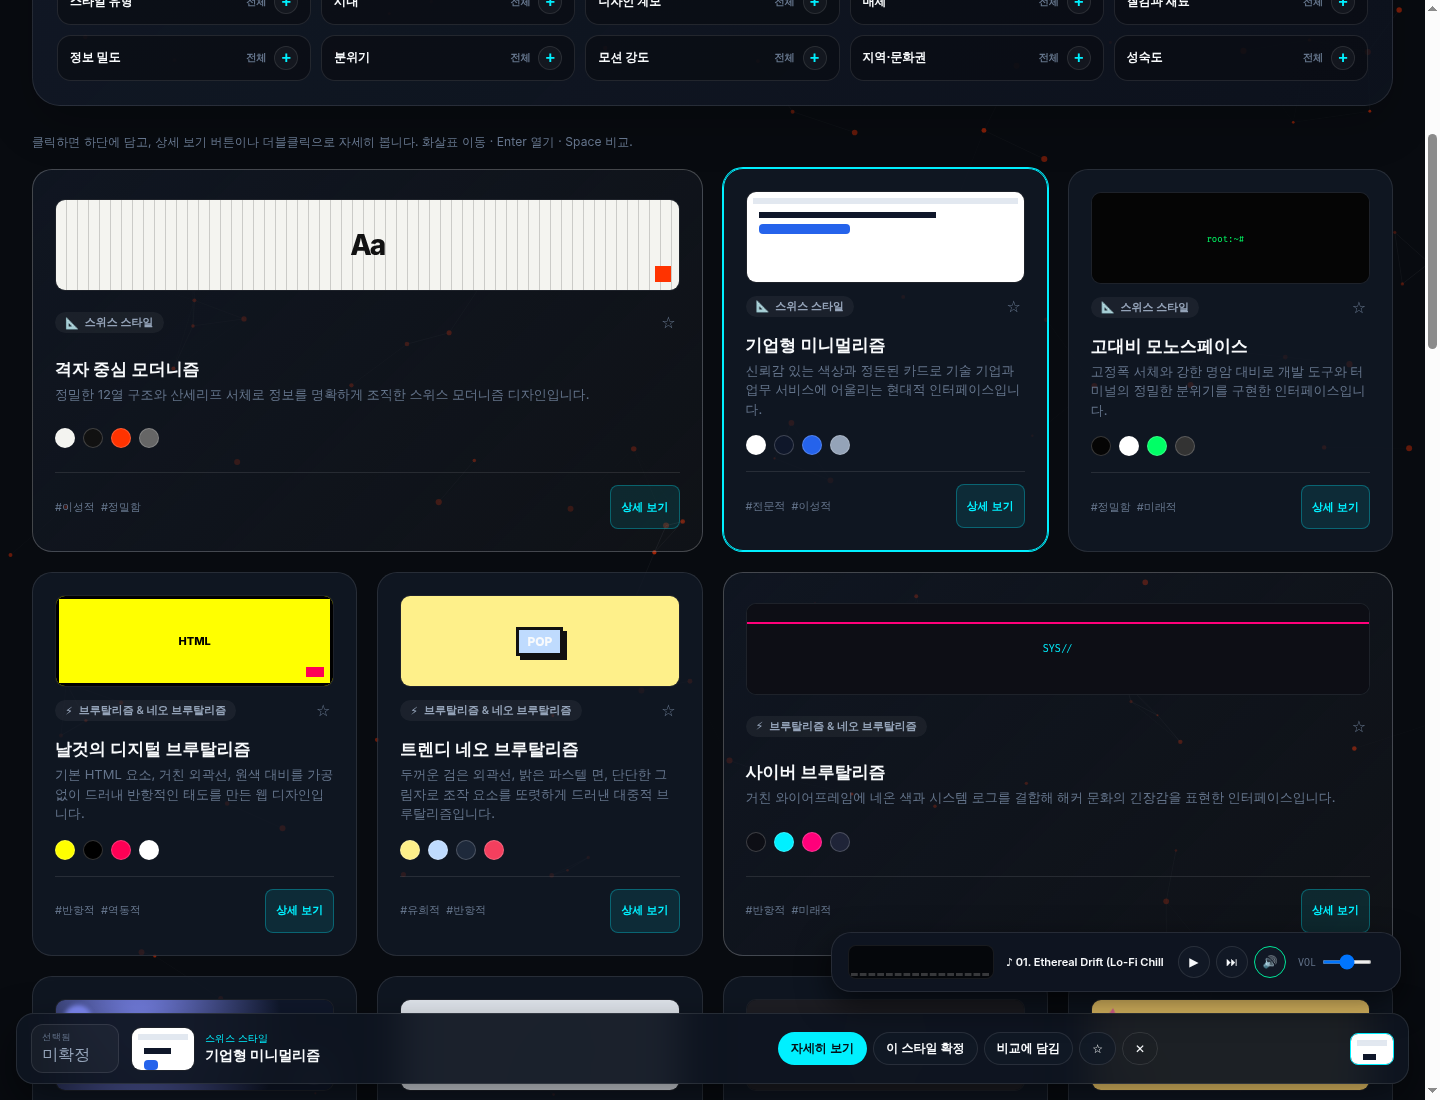 스타일 유형
시대
디자인 계보
매체
질감과 재료
정보 밀도 전체 +
분위기 전체 +
모션 강도 전체 +
지역·문화권 전체 +
성숙도 전체 +
클릭하면 하단에 담고, 상세 보기 버튼이나 더블클릭으로 자세히 봅니다. 화살표 이동 · Enter 열기 · Space 비교.
Aa
📐 스위스 스타일 ☆
격자 중심 모더니즘
정밀한 12열 구조와 산세리프 서체로 정보를 명확하게 조직한 스위스 모더니즘 디자인입니다.
#이성적 #정밀함
상세 보기
📐 스위스 스타일 ☆
기업형 미니멀리즘
신뢰감 있는 색상과 정돈된 카드로 기술 기업과
업무 서비스에 어울리는 현대적 인터페이스입니
다.
#전문적 #이성적
상세 보기
root:~#
📐 스위스 스타일 ☆
고대비 모노스페이스
고정폭 서체와 강한 명암 대비로 개발 도구와 터
미널의 정밀한 분위기를 구현한 인터페이스입니
다.
#정밀함 #미래적
상세 보기
HTML
⚡ 브루탈리즘 & 네오 브루탈리즘 ☆
날것의 디지털 브루탈리즘
기본 HTML 요소, 거친 외곽선, 원색 대비를 가공
없이 드러내 반항적인 태도를 만든 웹 디자인입
니다.
#반항적 #역동적
상세 보기
POP
⚡ 브루탈리즘 & 네오 브루탈리즘 ☆
트렌디 네오 브루탈리즘
두꺼운 검은 외곽선, 밝은 파스텔 면, 단단한 그
림자로 조작 요소를 또렷하게 드러낸 대중적 브
루탈리즘입니다.
#유희적 #반항적
상세 보기
SYS//
⚡ 브루탈리즘 & 네오 브루탈리즘 ☆
사이버 브루탈리즘
거친 와이어프레임에 네온 색과 시스템 로그를 결합해 해커 문화의 긴장감을 표현한 인터페이스입니다.
#반항적 #미래적
상세 보기
♪ 01. Ethereal Drift (Lo-Fi Chill
VOL
선택됨
미확정
스위스 스타일
기업형 미니멀리즘
자세히 보기
이 스타일 확정
비교에 담김
☆
✕